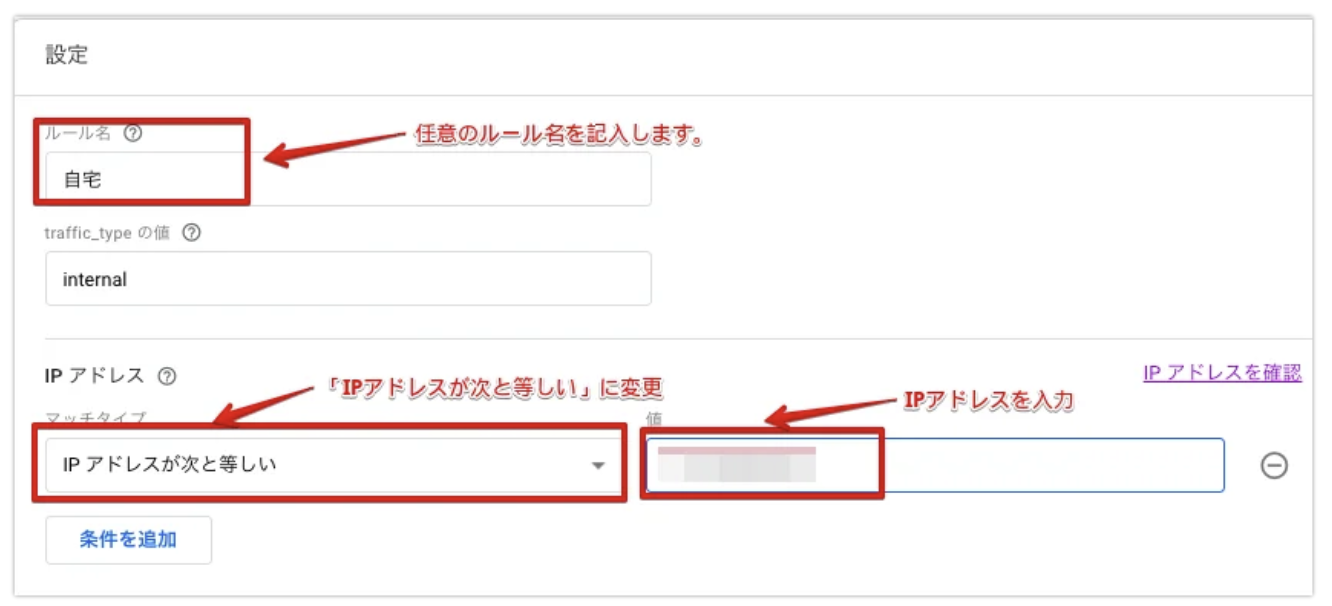 設定
ルール名
任意のルール名を記入します。
自宅
traffic_type の値
internal
IP アドレス
IP アドレスを確認
「IPアドレスが次と等しい」に変更
IPアドレスを入力
マッチタイプ
値
IP アドレスが次と等しい
条件を追加